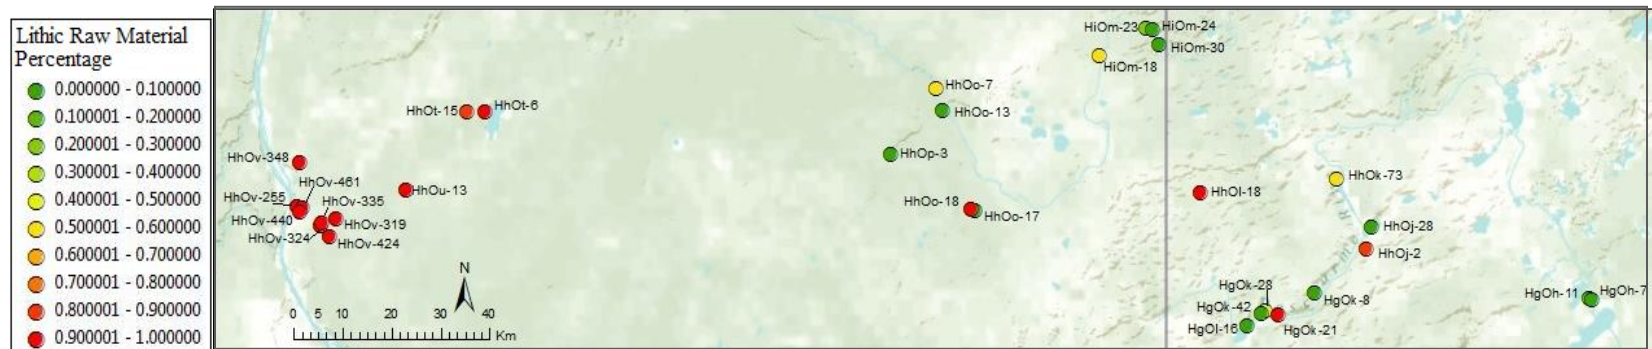 Lithic Raw Material
Percentage
0.000000 - 0.100000
0.100001 - 0.200000
0.200001 - 0.300000
0.300001 - 0.400000
0.400001 - 0.500000
0.500001 - 0.600000
0.600001 - 0.700000
0.700001 - 0.800000
0.800001 - 0.900000
0.900001 - 1.000000
HiOm-23
HiOm-24
HiOm-30
HiOm-18
HhOo-7
HhOt-15
HhOt-6
HhOo-13
HhOp-3
HhOv-348
HhOv-461
HhOv-255
HhOv-335
HhOu-13
HhOv-440
HhOv-319
HhOv-324
HhOv-424
HhOo-18
HhOo-17
HhOl-18
HhOk-73
HhOj-28
HhOj-2
HgOk-28
HgOk-42
HgOk-8
HgOl-16
HgOk-21
HgOh-11
HgOh-7
N
0 5 10 20 30 40
Km